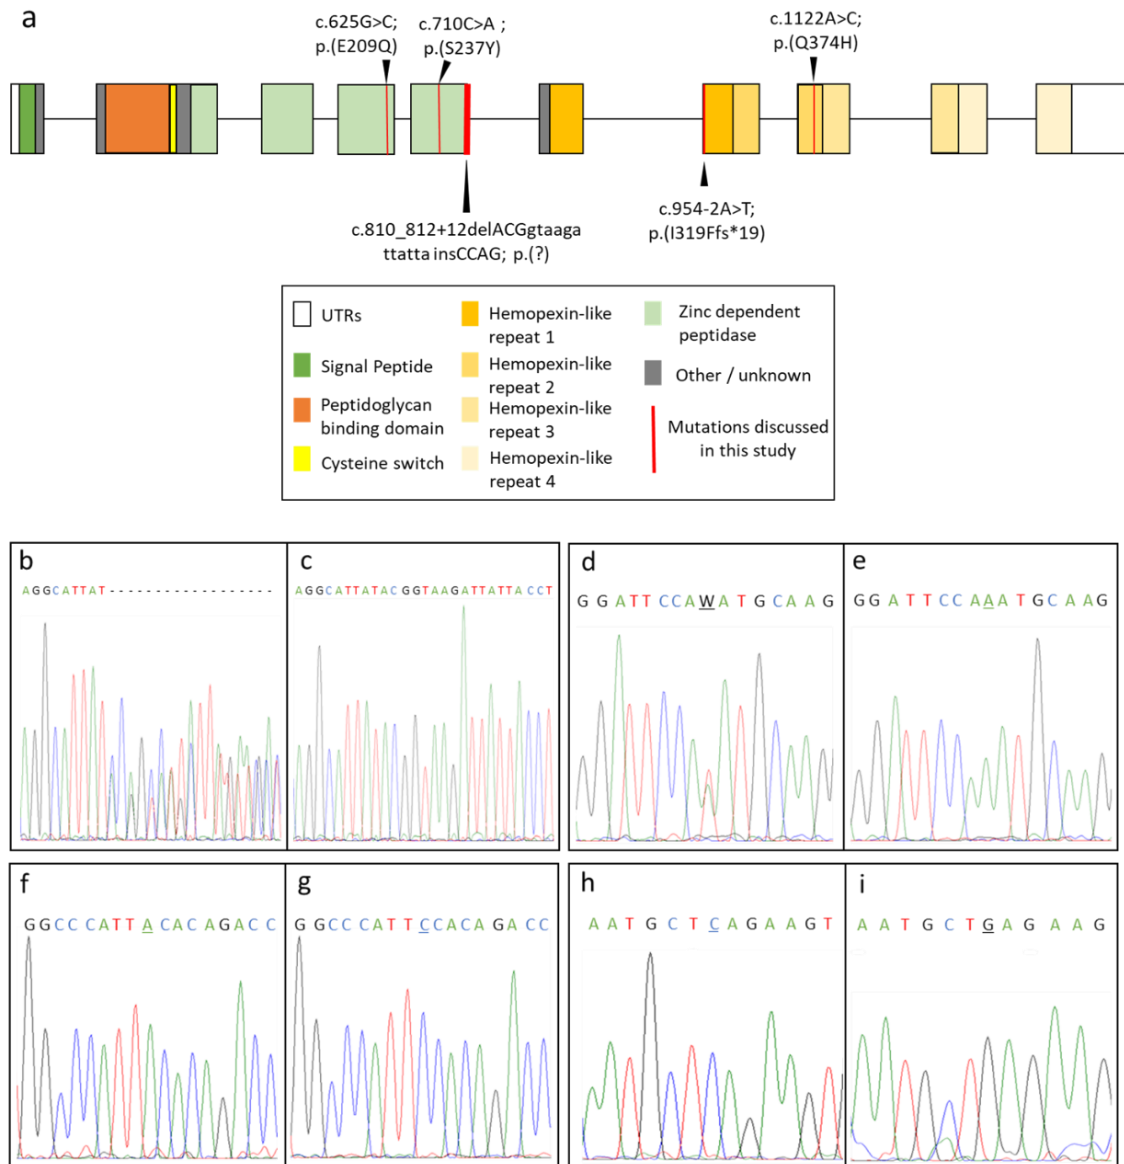 a
c.625G>C;
p.(E209Q)
c.710C>A ;
p.(S237Y)
c.1122A>C;
p.(Q374H)
c.810_812+12delACGgtaaga
ttatta insCCAG; p.(?)
c.954-2A>T;
p.(I319Ffs*19)
UTRs
Signal Peptide
Peptidoglycan
binding domain
Cysteine switch
Hemopexin-like
repeat 1
Hemopexin-like
repeat 2
Hemopexin-like
repeat 3
Hemopexin-like
repeat 4
Zinc dependent
peptidase
Other / unknown
Mutations discussed
in this study
b
AGGCATTAT-----------------
c
AGGCATTATACGGTAAGATTATTACCT
d
GGATTCCAWATGCAAG
e
GGATTCCAAATGCAAG
f
GGCCCATTACACAGACC
g
GGCCCATTCCACAGACC
h
AATGCTCAGAAGT
i
AATGCTGAGAAG